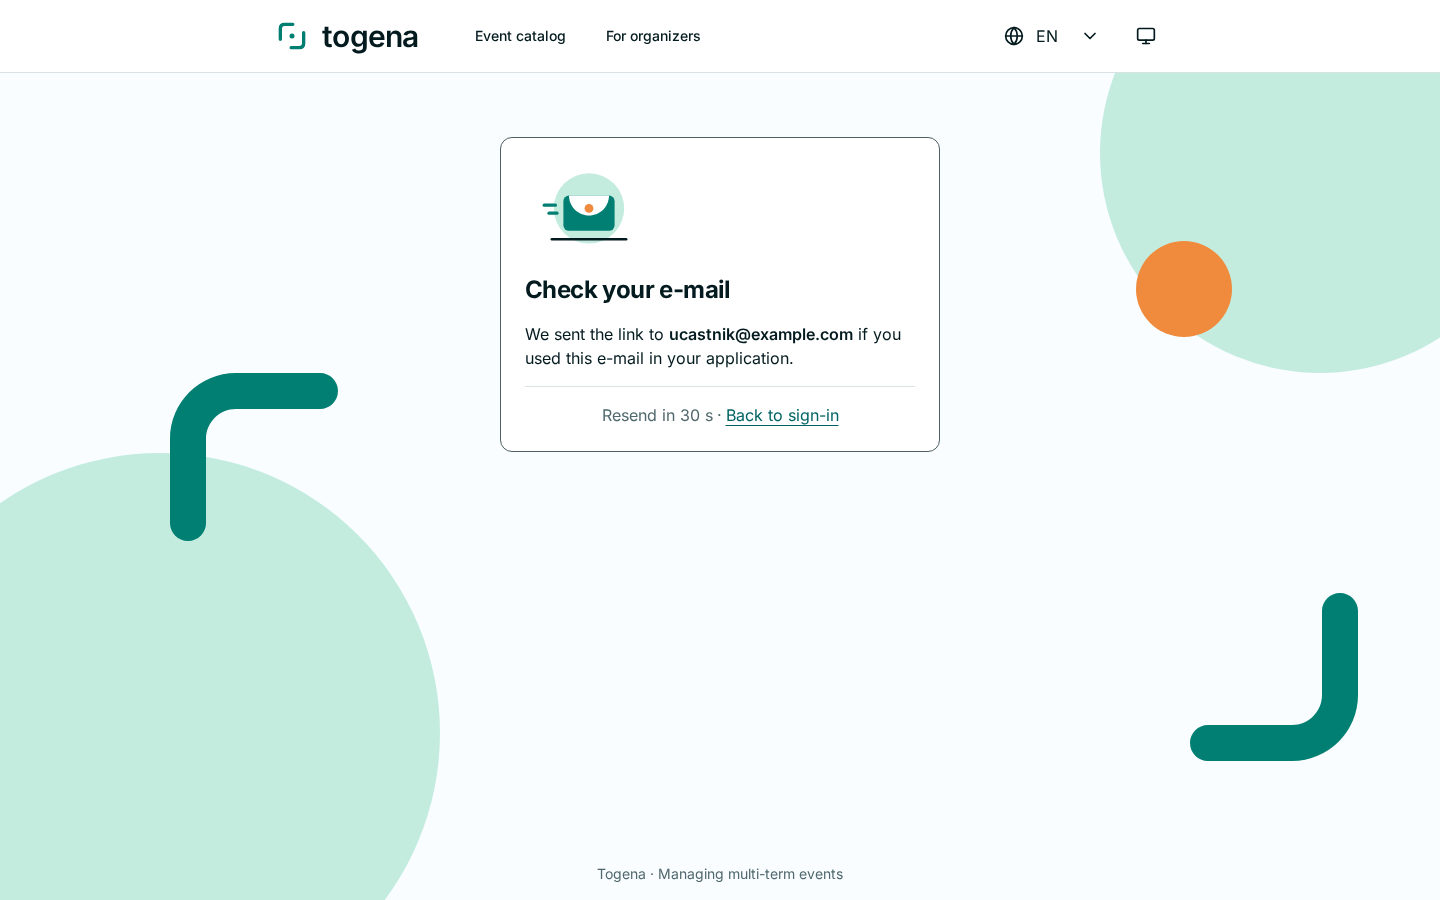 togena
Event catalog
For organizers
EN
Check your e-mail
We sent the link to ucastnik@example.com if you
used this e-mail in your application.
Resend in 30 s · Back to sign-in
Togena · Managing multi-term events